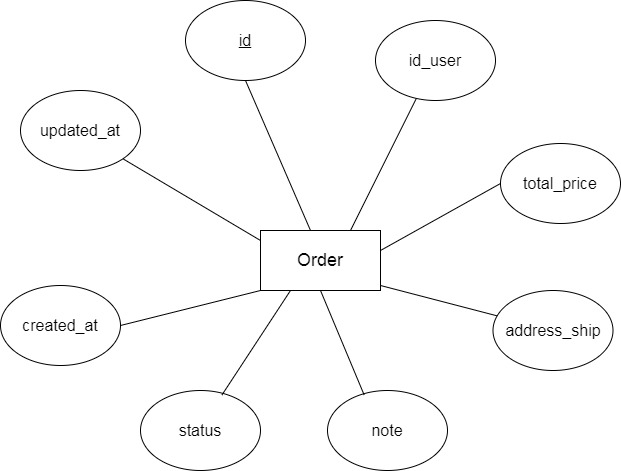 id
id_user
updated_at
total_price
Order
created_at
address_ship
status
note